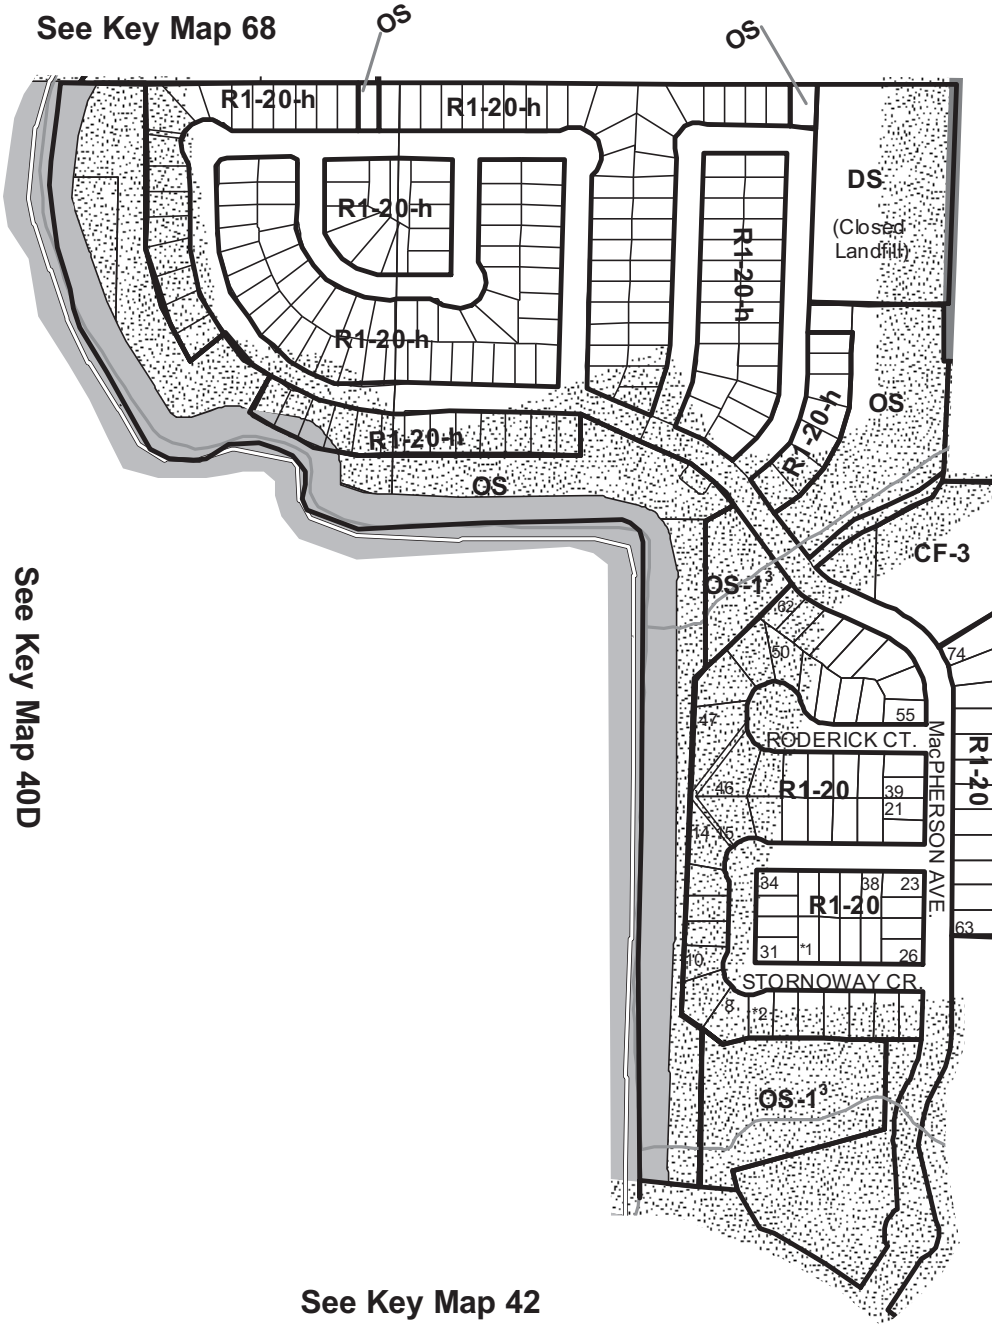 See Key Map 68
OS
OS
R1-20-h
R1-20-h
DS
(Closed
Landfill)
R1-20-h
R1-20-h
R1-20-h
R1-20-h
OS
R1-20-h
OS
CF-3
OS-1³
62
74
50
55
47
RODERICK CT.
MacPHERSON AVE.
R1-20
R1-20
46
39
21
14
15
34
38
23
R1-20
63
31
*1
26
10
STORNOWAY CR.
8
*2
OS-1³
See Key Map 40D
See Key Map 42